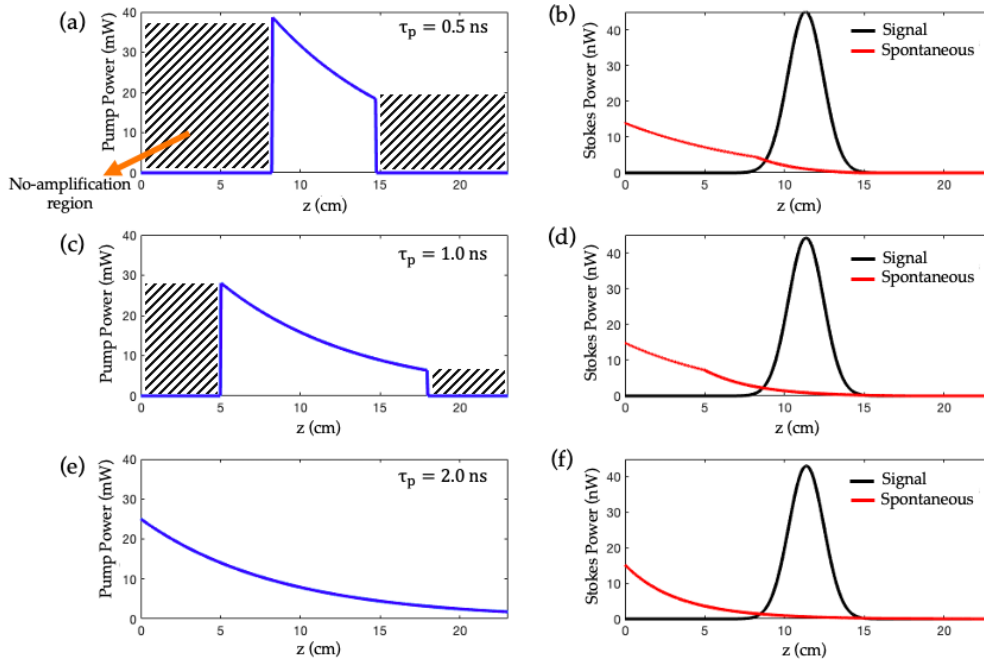 (a)
τp = 0.5 ns
Pump Power (mW)
40
30
20
10
0
0 5 10 15 20
z (cm)
No-amplification
region
(b)
Signal
Spontaneous
Stokes Power (nW)
40
30
20
10
0
0 5 10 15 20
z (cm)
(c)
τp = 1.0 ns
Pump Power (mW)
40
30
20
10
0
0 5 10 15 20
z (cm)
(d)
Signal
Spontaneous
Stokes Power (nW)
40
30
20
10
0
0 5 10 15 20
z (cm)
(e)
τp = 2.0 ns
Pump Power (mW)
40
30
20
10
0
0 5 10 15 20
z (cm)
(f)
Signal
Spontaneous
Stokes Power (nW)
40
30
20
10
0
0 5 10 15 20
z (cm)